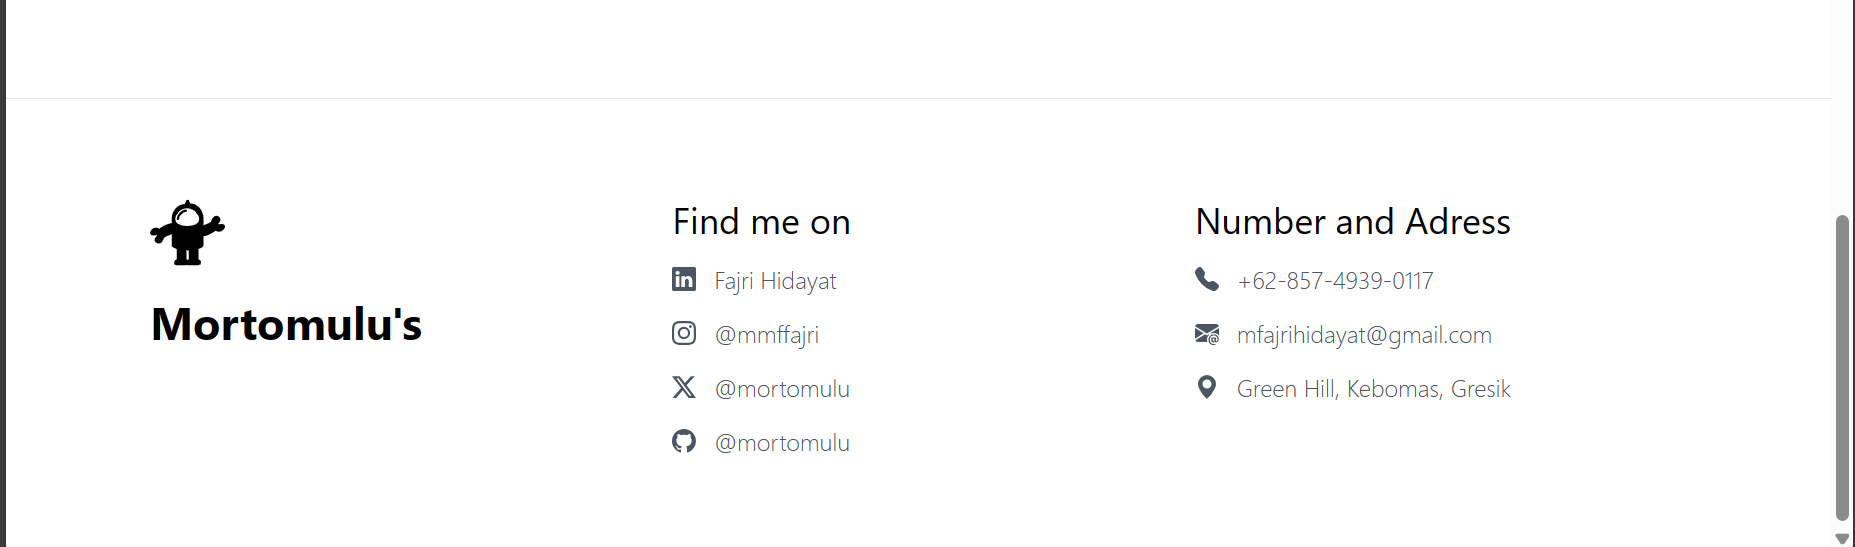 Mortomulu's
Find me on
Fajri Hidayat
@mmffajri
@mortomulu
@mortomulu
Number and Adress
+62-857-4939-0117
mfajrihidayat@gmail.com
Green Hill, Kebomas, Gresik